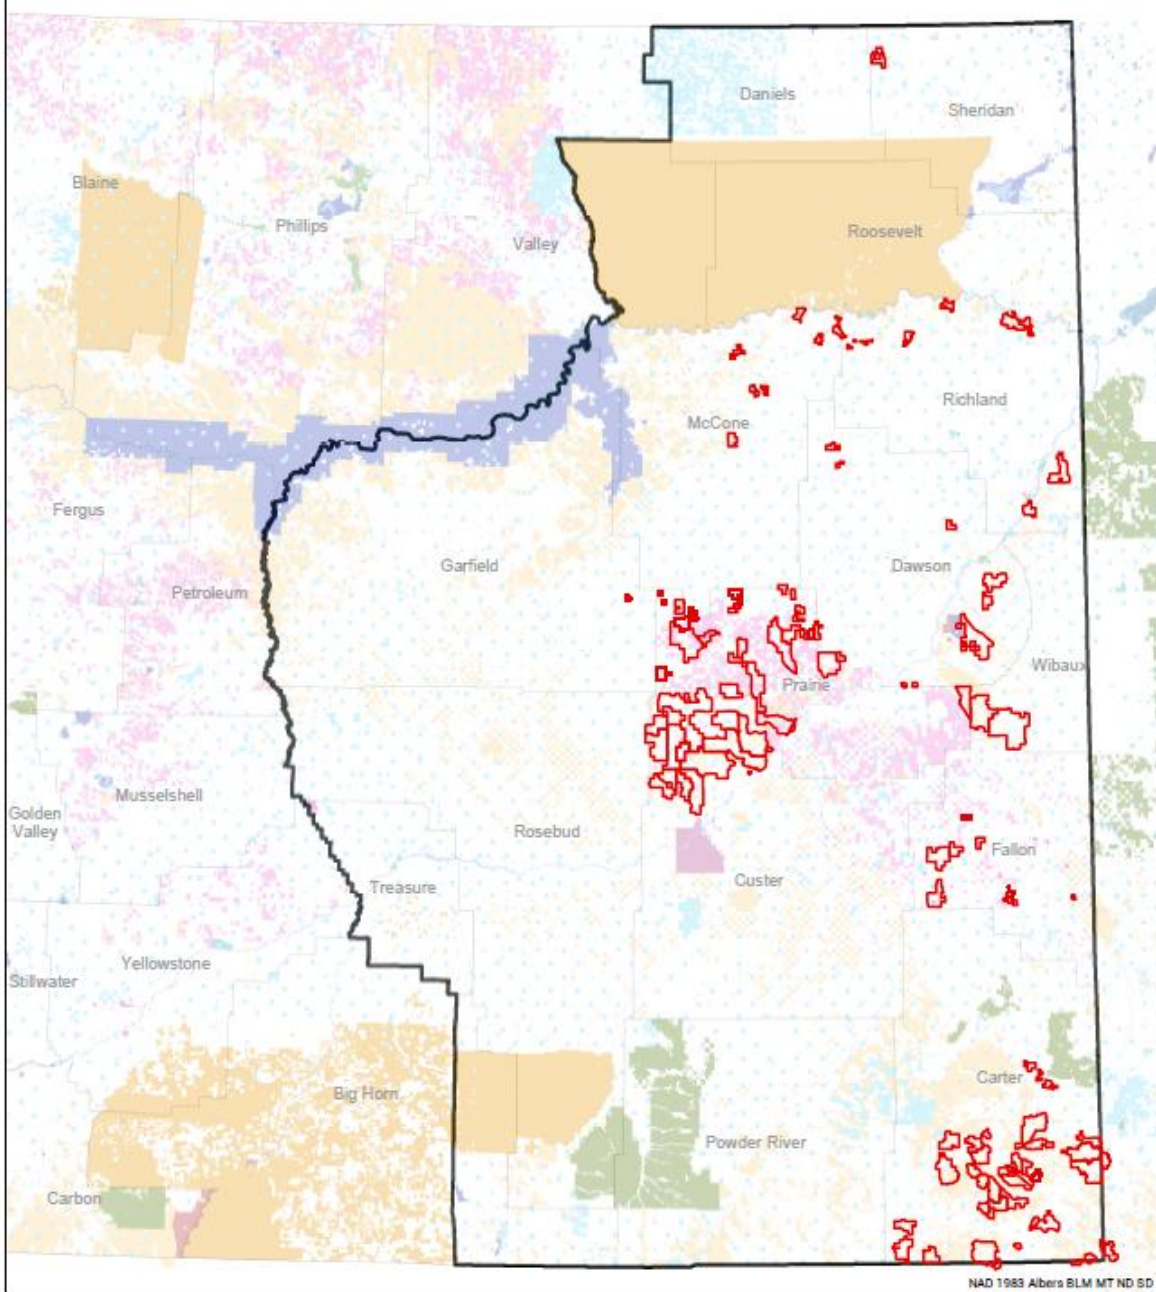 Daniels
Sheridan
Blaine
Phillips
Valley
Roosevelt
Richland
McCone
Fergus
Garfield
Dawson
Petroleum
Wibaux
Prairie
Musselshell
Golden
Valley
Rosebud
Fallon
Custer
Treasure
Yellowstone
Stillwater
Carter
Big Horn
Powder River
Carbon
NAD 1983 Albers BLM MT ND SD